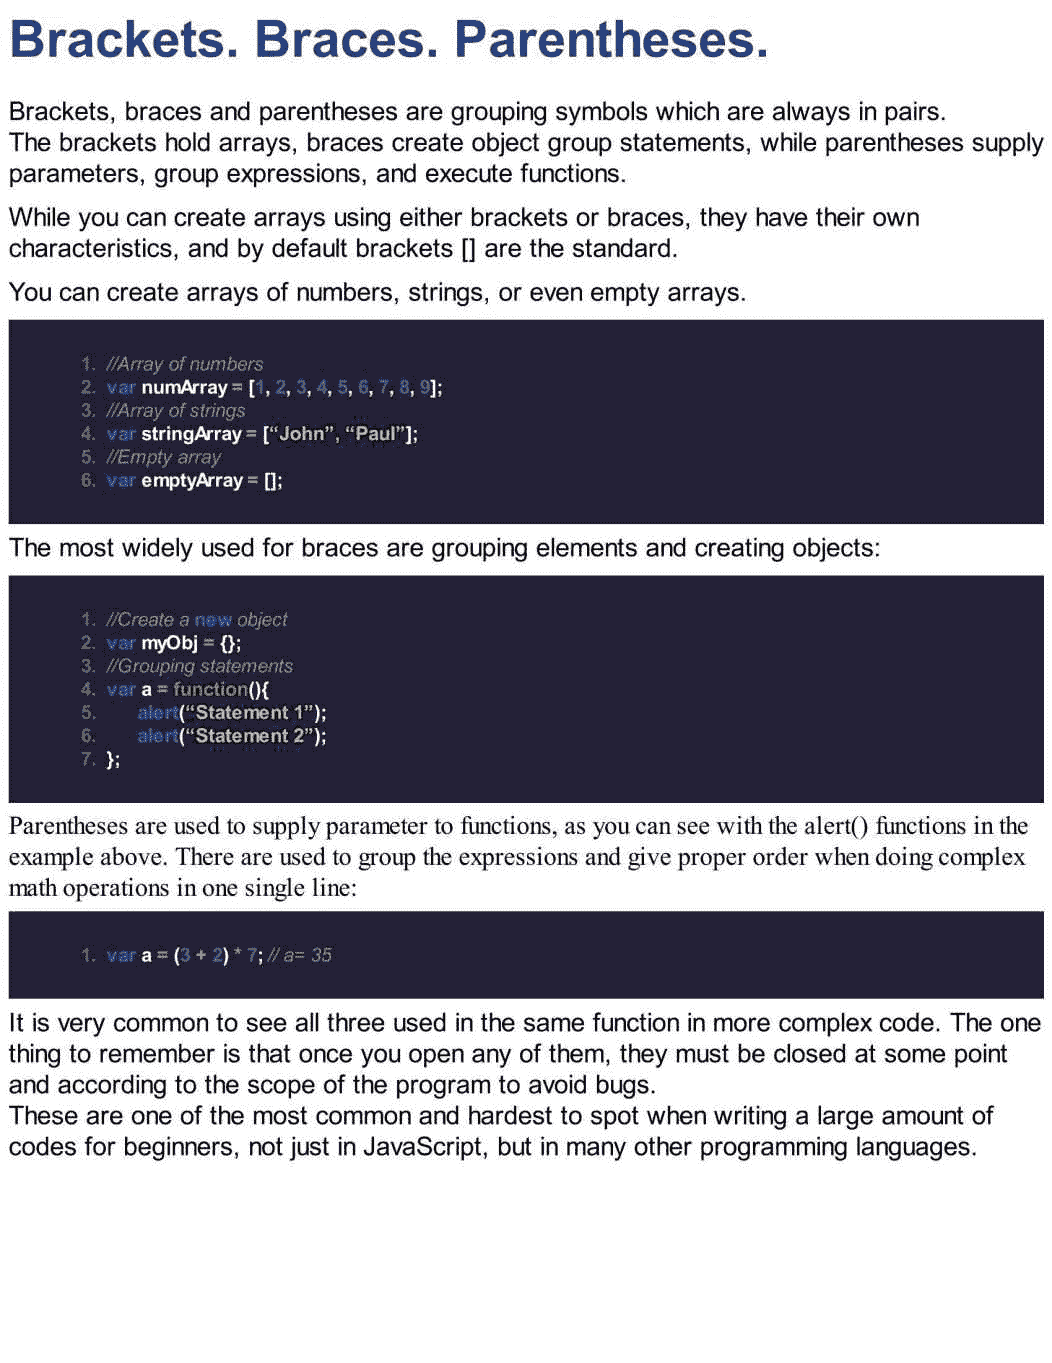 Brackets. Braces. Parentheses.
Brackets, braces and parentheses are grouping symbols which are always in pairs.
The brackets hold arrays, braces create object group statements, while parentheses supply
parameters, group expressions, and execute functions.
While you can create arrays using either brackets or braces, they have their own
characteristics, and by default brackets [] are the standard.
You can create arrays of numbers, strings, or even empty arrays.
1. //Array of numbers
2. var numArray = [1, 2, 3, 4, 5, 6, 7, 8, 9];
3. //Array of strings
4. var stringArray = [“John”, “Paul”];
5. //Empty array
6. var emptyArray = [];
The most widely used for braces are grouping elements and creating objects:
1. //Create a new object
2. var myObj = {};
3. //Grouping statements
4. var a = function(){
5. alert(“Statement 1”);
6. alert(“Statement 2”);
7. };
Parentheses are used to supply parameter to functions, as you can see with the alert() functions in the
example above. There are used to group the expressions and give proper order when doing complex
math operations in one single line:
1. var a = (3 + 2) * 7; // a= 35
It is very common to see all three used in the same function in more complex code. The one
thing to remember is that once you open any of them, they must be closed at some point
and according to the scope of the program to avoid bugs.
These are one of the most common and hardest to spot when writing a large amount of
codes for beginners, not just in JavaScript, but in many other programming languages.